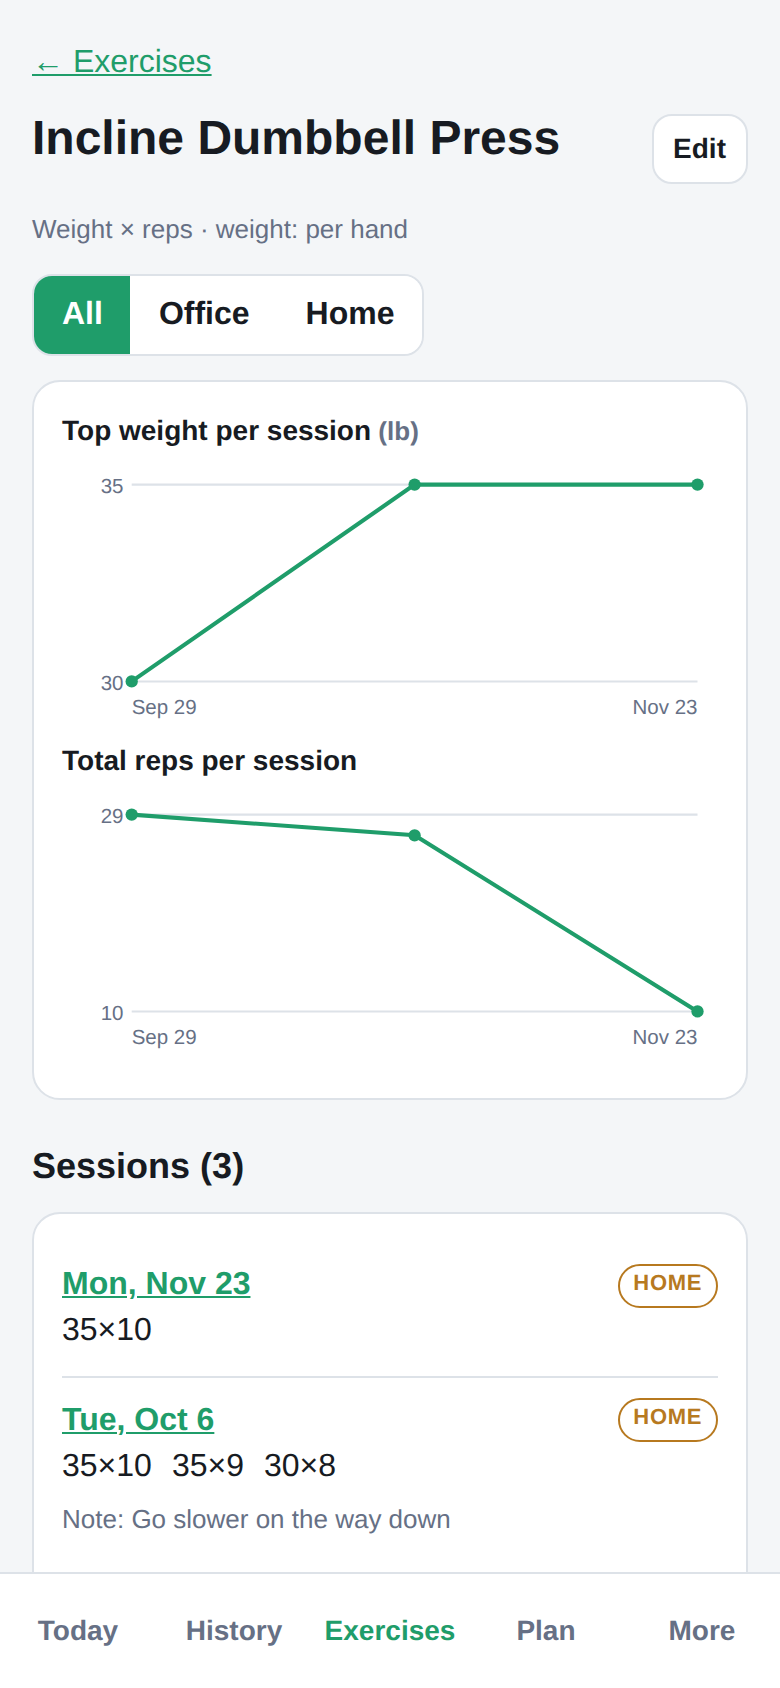 ← Exercises
Incline Dumbbell Press
Edit
Weight × reps · weight: per hand
All Office Home
Top weight per session (lb)
35
30
Sep 29 Nov 23
Total reps per session
29
10
Sep 29 Nov 23
Sessions (3)
Mon, Nov 23 HOME
35×10
Tue, Oct 6 HOME
35×10 35×9 30×8
Note: Go slower on the way down
Today History Exercises Plan More